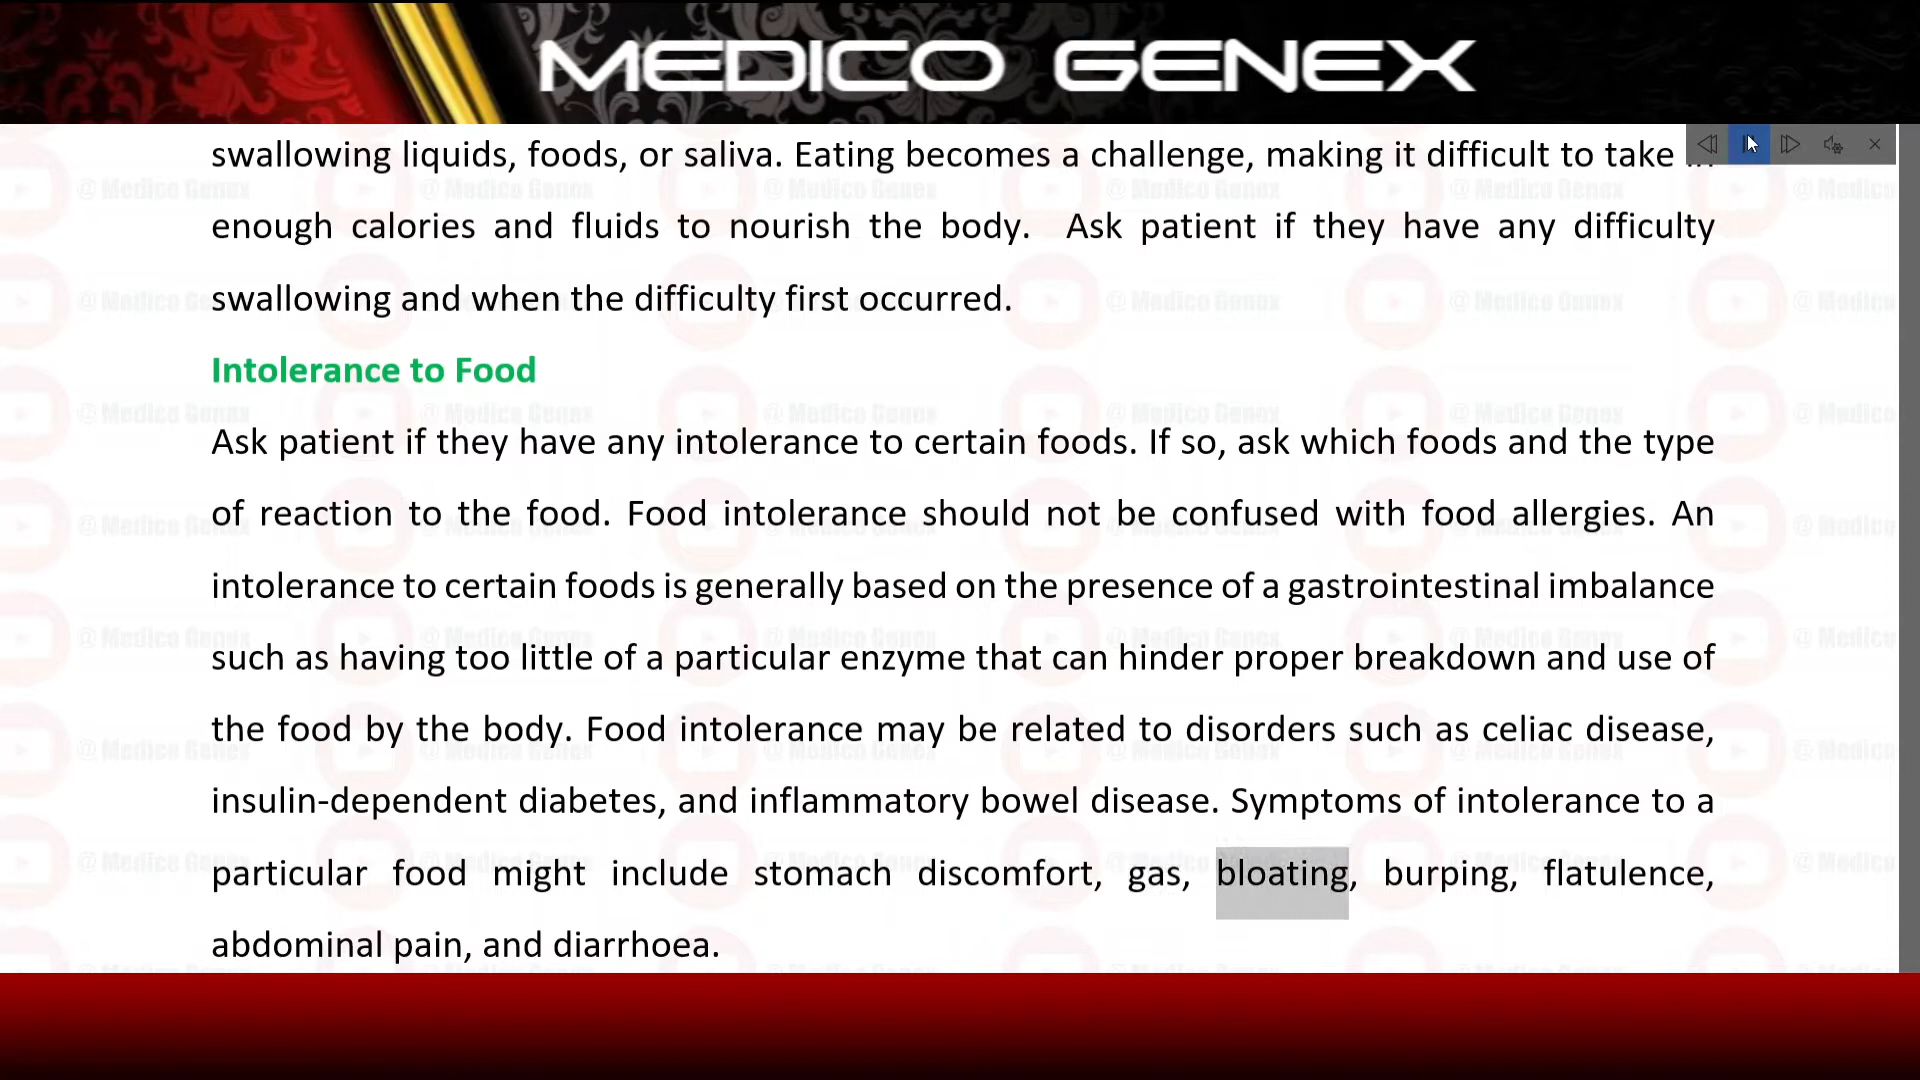 MEDICO GENEX
swallowing liquids, foods, or saliva. Eating becomes a challenge, making it difficult to take in
enough calories and fluids to nourish the body. Ask patient if they have any difficulty
swallowing and when the difficulty first occurred.
Intolerance to Food
Ask patient if they have any intolerance to certain foods. If so, ask which foods and the type
of reaction to the food. Food intolerance should not be confused with food allergies. An
intolerance to certain foods is generally based on the presence of a gastrointestinal imbalance
such as having too little of a particular enzyme that can hinder proper breakdown and use of
the food by the body. Food intolerance may be related to disorders such as celiac disease,
insulin-dependent diabetes, and inflammatory bowel disease. Symptoms of intolerance to a
particular food might include stomach discomfort, gas, bloating, burping, flatulence,
abdominal pain, and diarrhoea.
@ Medico Genex